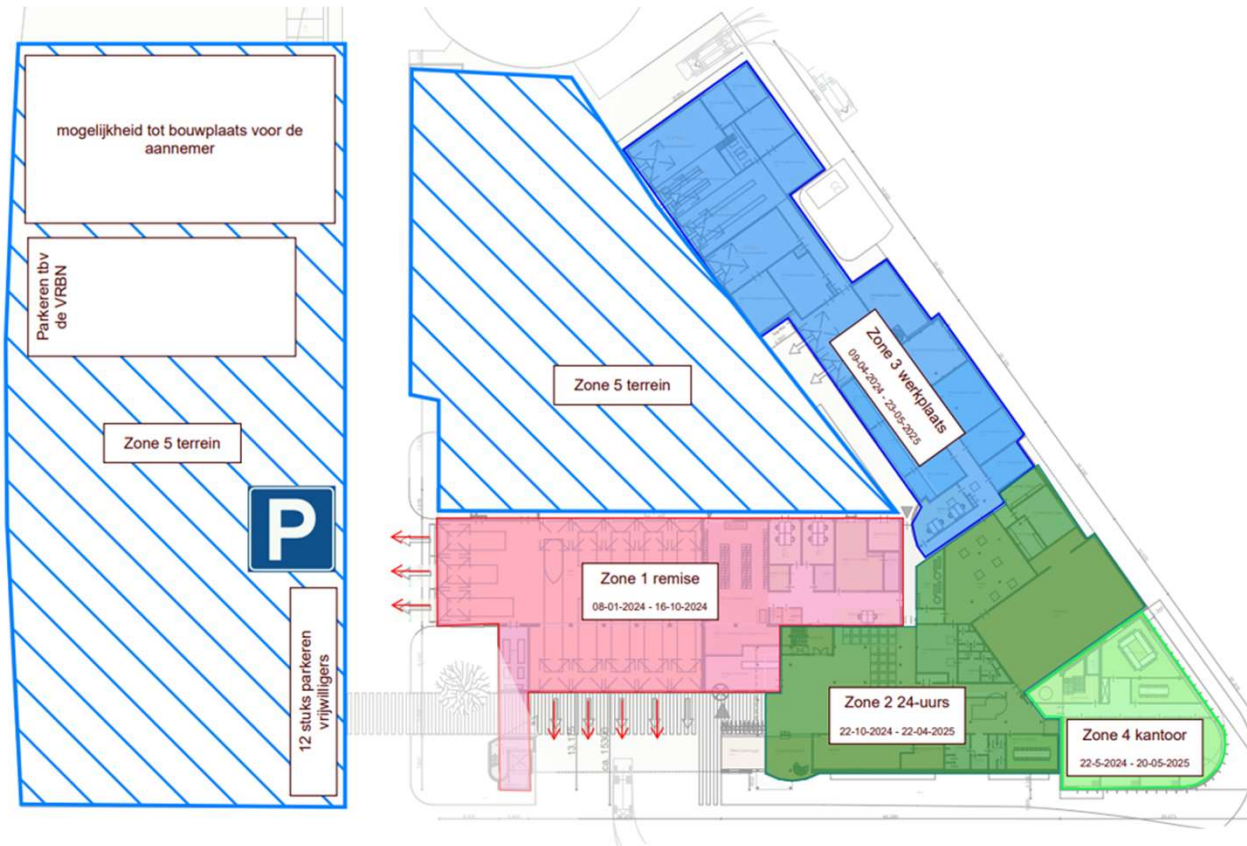 mogelijkheid tot bouwplaats voor de
aannemer
Parkeren tbv
de VRBN
Zone 5 terrein
P
12 stuks parkeren
vrijwilligers
Zone 5 terrein
Zone 3 werkplaats
09-04-2024 - 23-05-2025
Zone 1 remise
08-01-2024 - 16-10-2024
Zone 2 24-uurs
22-10-2024 - 22-04-2025
Zone 4 kantoor
22-5-2024 - 20-05-2025